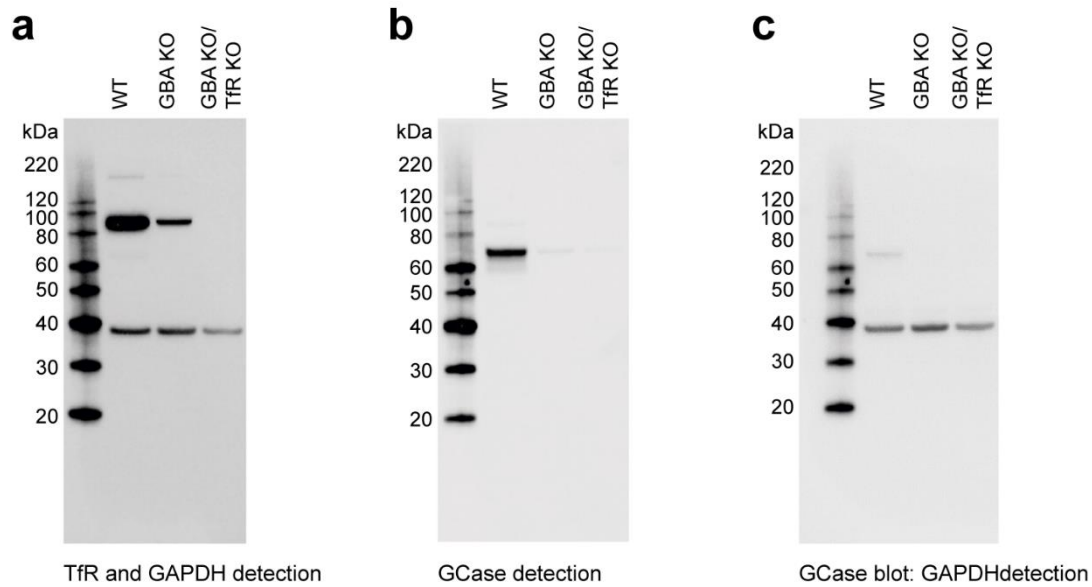 a
WT
GBA KO
GBA KO/
TfR KO
kDa
220
120
100
80
60
50
40
30
20
TfR and GAPDH detection
b
WT
GBA KO
GBA KO/
TfR KO
kDa
220
120
100
80
60
50
40
30
20
GCase detection
c
WT
GBA KO
GBA KO/
TfR KO
kDa
220
120
100
80
60
50
40
30
20
GCase blot: GAPDHdetection